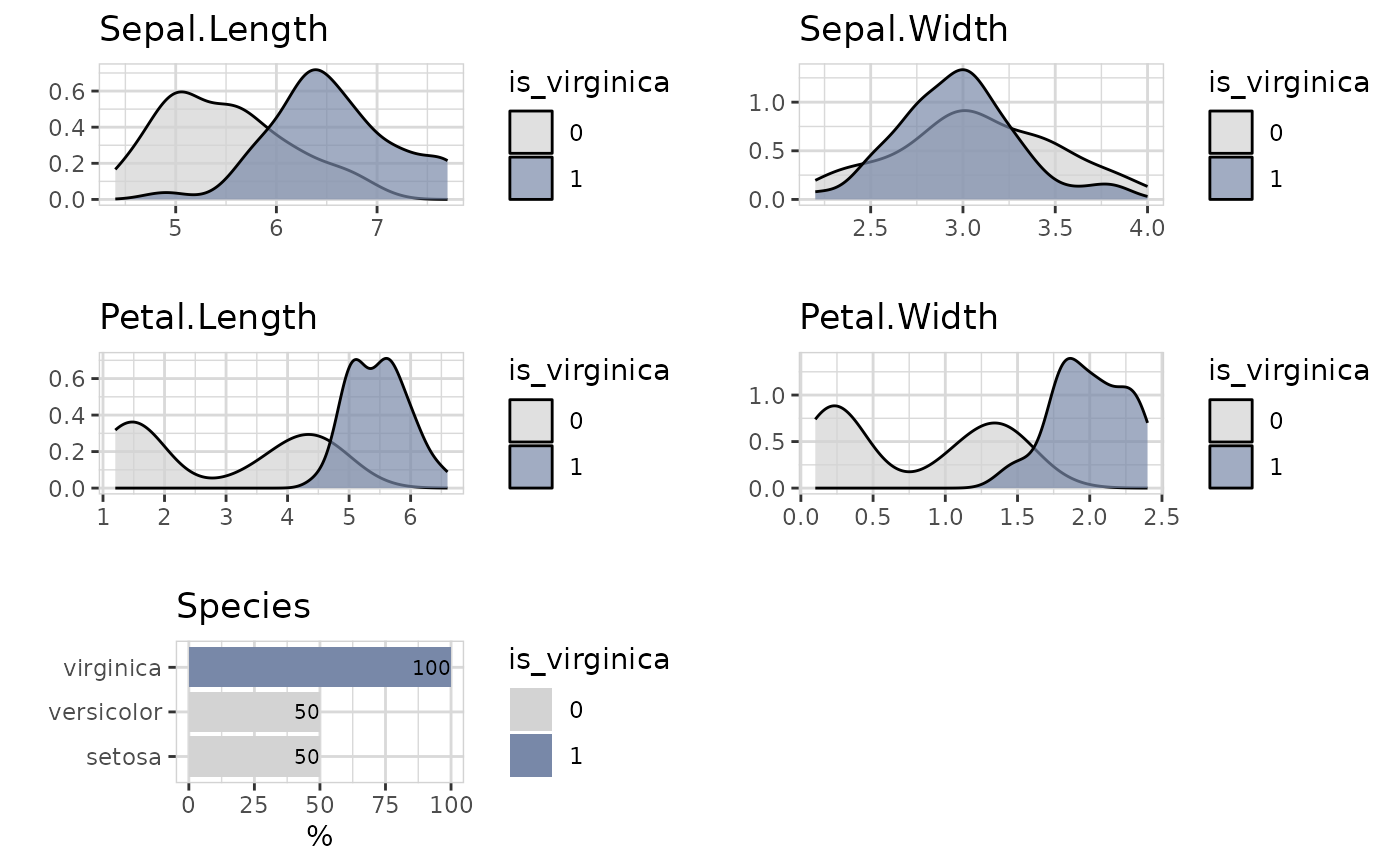 Sepal.Length
0.6
0.4
0.2
0.0
5 6 7
is_virginica
0
1
Sepal.Width
1.0
0.5
0.0
2.5 3.0 3.5 4.0
is_virginica
0
1
Petal.Length
0.6
0.4
0.2
0.0
1 2 3 4 5 6
is_virginica
0
1
Petal.Width
1.0
0.5
0.0
0.0 0.5 1.0 1.5 2.0 2.5
is_virginica
0
1
Species
virginica 100
versicolor 50
setosa 50
0 25 50 75 100
%
is_virginica
0
1